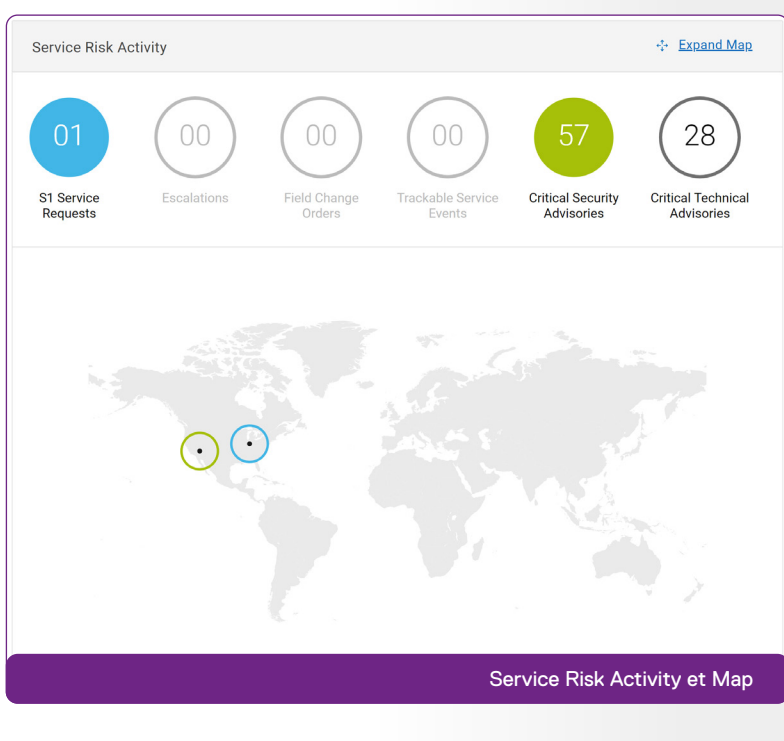 Service Risk Activity
Expand Map
01
00
00
00
57
28
S1 Service
Requests
Escalations
Field Change
Orders
Trackable Service
Events
Critical Security
Advisories
Critical Technical
Advisories
Service Risk Activity et Map